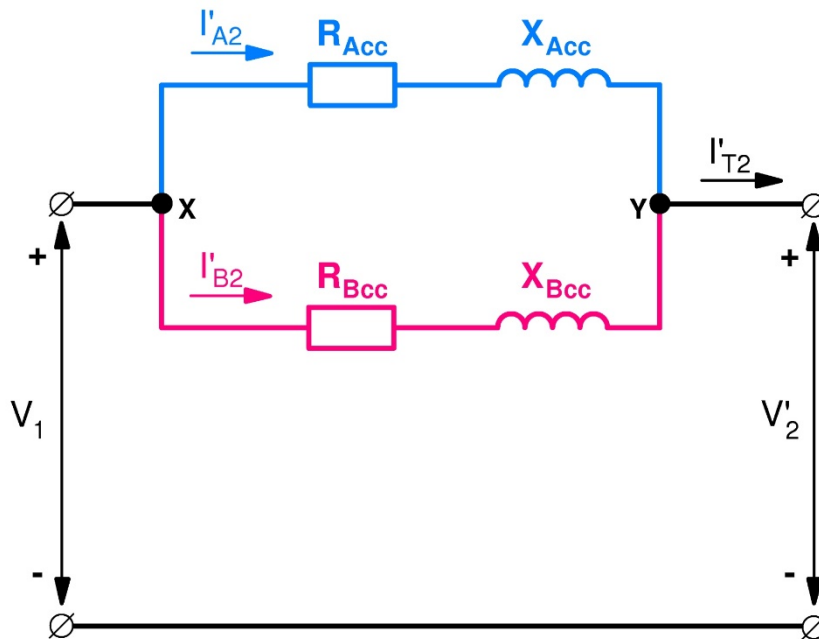 I'A2
RAcc
XAcc
I'T2
X
Y
+
+
I'B2
RBcc
XBcc
V1
V'2
-
-